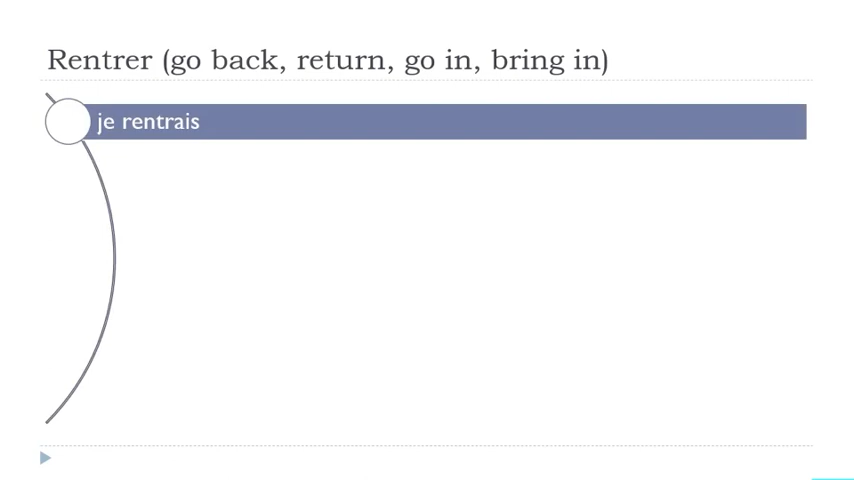 Rentrer (go back, return, go in, bring in)
je rentrais